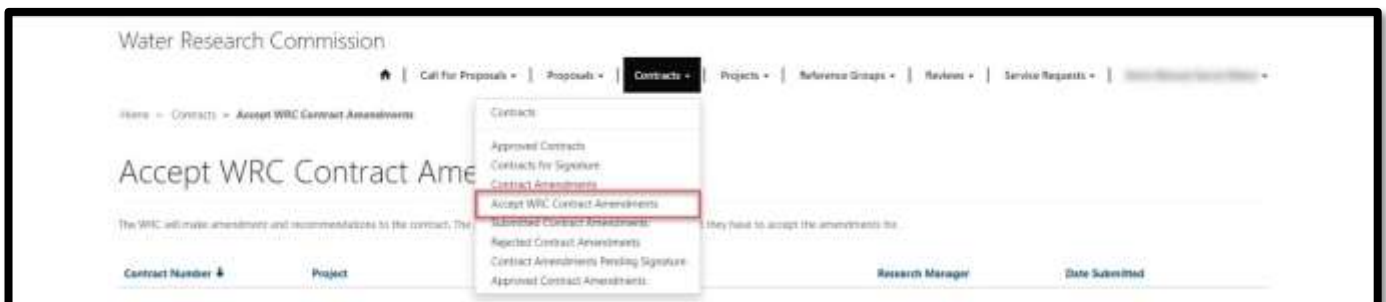 Water Research Commission
Call For Proposals | Proposals | Contracts | Projects | Reference Groups | Reviews | Service Requests |
Home > Contracts > Accept WRC Contract Amendments
Contracts
Approved Contracts
Contracts for Signature
Contract Amendments
Accept WRC Contract Amendments
Submitted Contract Amendments
Rejected Contract Amendments
Contract Amendments Pending Signature
Approved Contract Amendments
Accept WRC Contract Ame
The WRC will make amendment and recommendations to the contract. The they have to accept the amendments for
Contract Number Project Research Manager Date Submitted